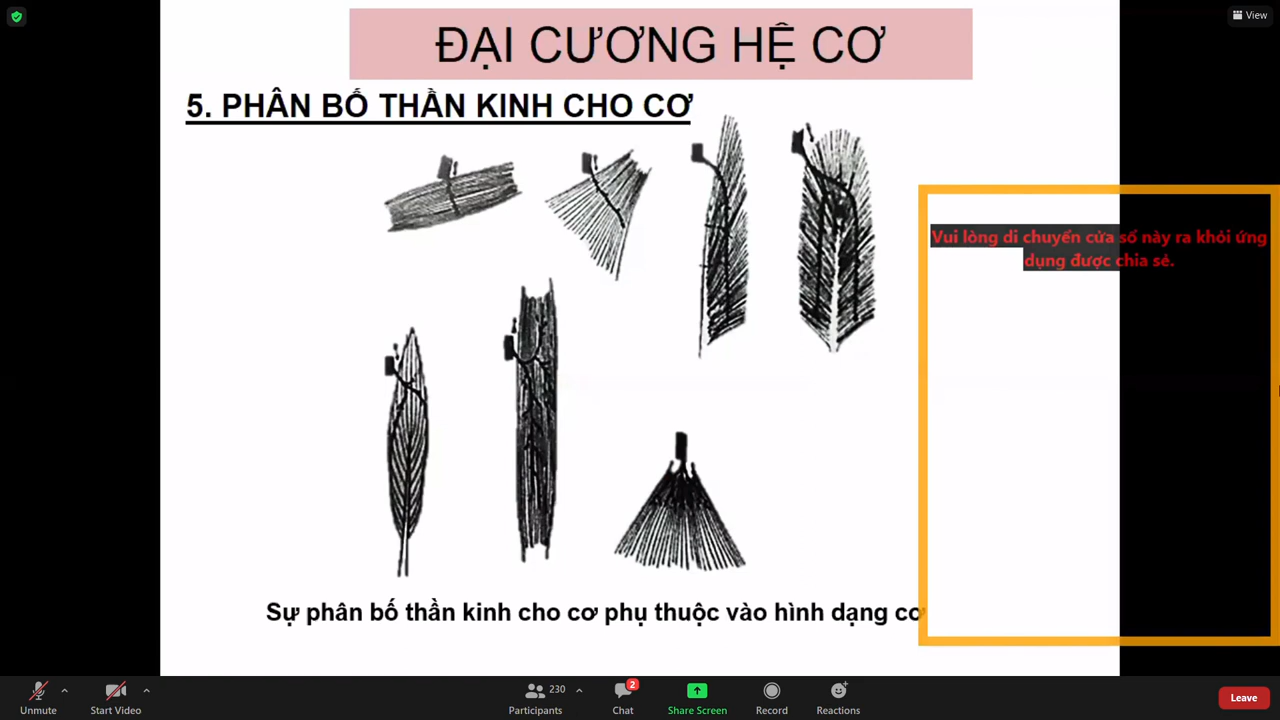 View
ĐẠI CƯƠNG HỆ CƠ
5. PHÂN BỐ THẦN KINH CHO CƠ
Vui lòng di chuyển cửa sổ này ra khỏi ứng
dụng được chia sẻ.
Sự phân bố thần kinh cho cơ phụ thuộc vào hình dạng cơ
Unmute
Start Video
230
Participants
2
Chat
Share Screen
Record
Reactions
Leave